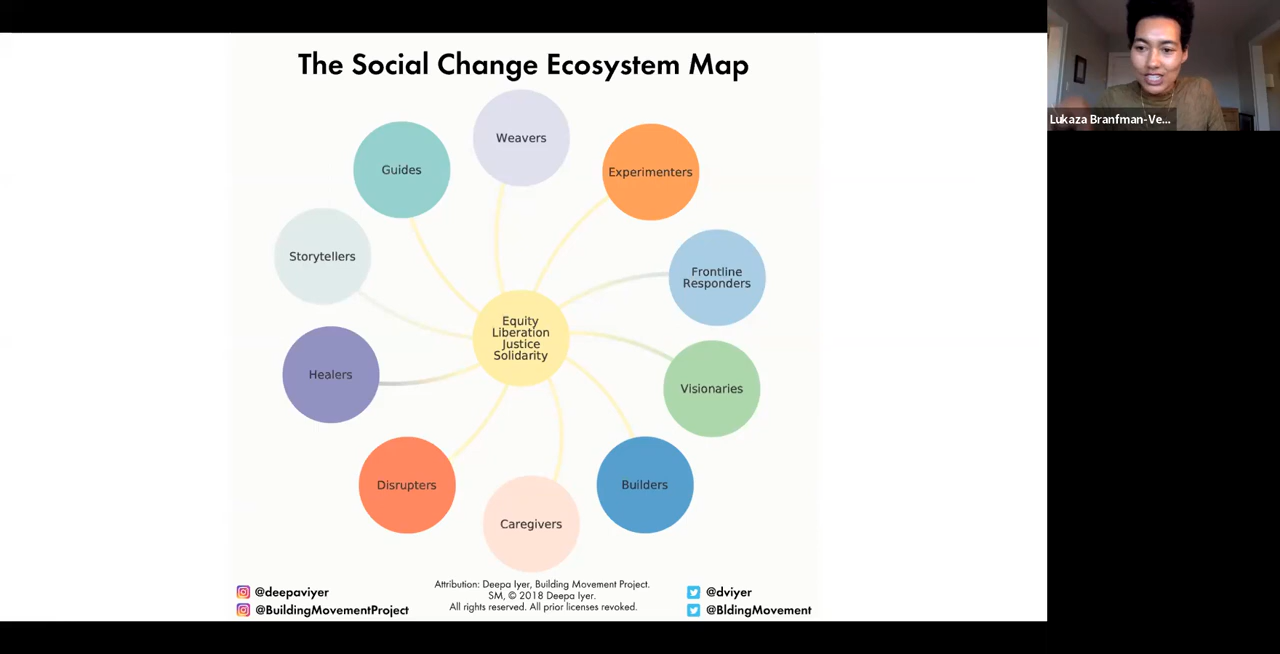 The Social Change Ecosystem Map
Lukaza Branfman-Ve...
Weavers
Guides
Experimenters
Storytellers
Frontline
Responders
Equity
Liberation
Justice
Solidarity
Healers
Visionaries
Disrupters
Builders
Caregivers
@deepaviyer
@BuildingMovementProject
Attribution: Deepa Iyer, Building Movement Project.
SM, © 2018 Deepa Iyer.
All rights reserved. All prior licenses revoked.
@dviyer
@BldingMovement